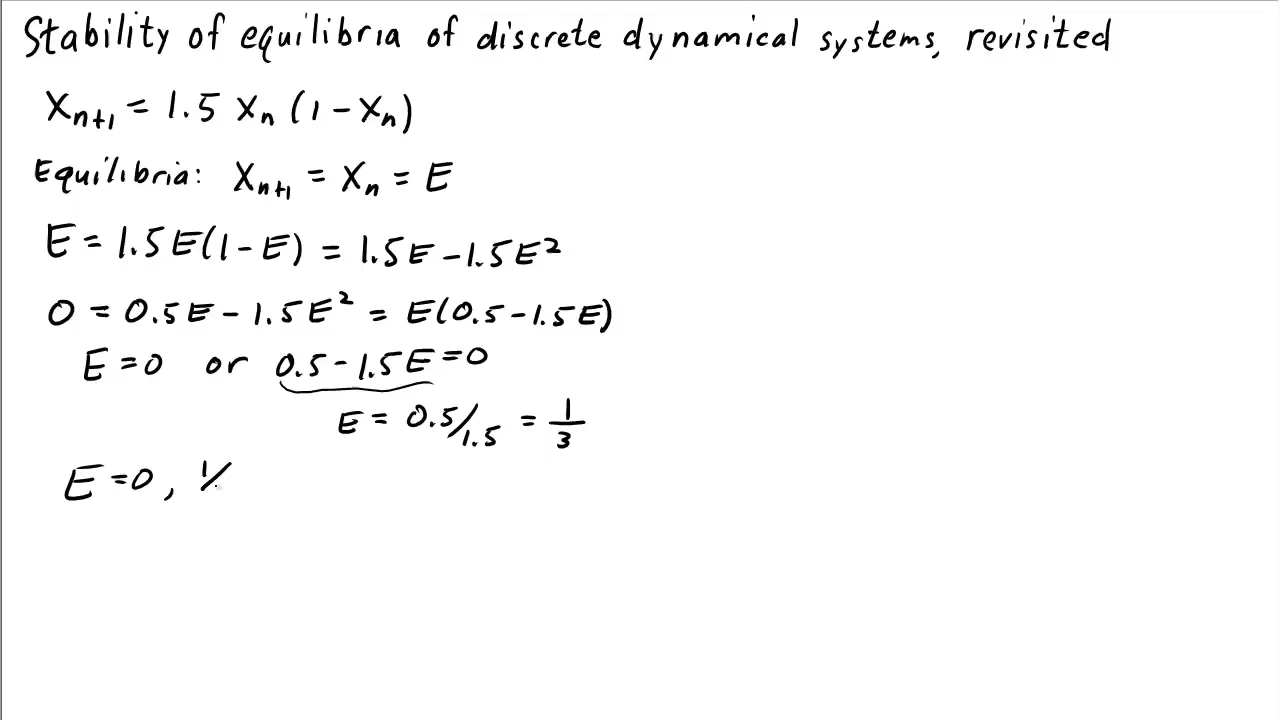 Stability of equilibria of discrete dynamical systems, revisited
Xₙ₊₁ = 1.5 Xₙ (1 - Xₙ)
Equilibria: Xₙ₊₁ = Xₙ = E
E = 1.5E(1 - E) = 1.5E - 1.5E²
0 = 0.5E - 1.5E² = E(0.5 - 1.5E)
E = 0 or 0.5 - 1.5E = 0
E = 0.5/1.5 = 1/3
E = 0, 1/